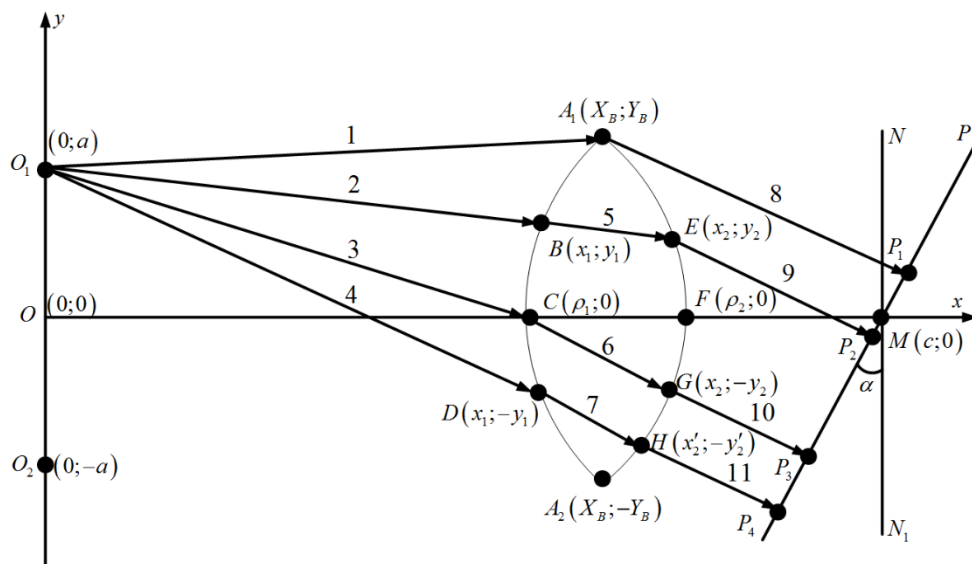 y
A₁(X_B;Y_B)
N
P
(0;a)
1
O₁
8
2
5
E(x₂;y₂)
P₁
B(x₁;y₁)
3
9
4
C(ρ₁;0)
F(ρ₂;0)
x
O
(0;0)
M(c;0)
P₂
6
α
G(x₂;-y₂)
D(x₁;-y₁)
7
10
H(x′₂;-y′₂)
P₃
O₂
(0;-a)
11
A₂(X_B;-Y_B)
P₄
N₁